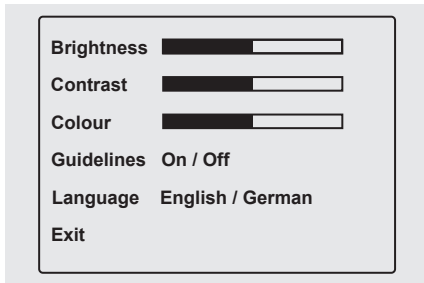 Brightness
Contrast
Colour
Guidelines On / Off
Language English / German
Exit